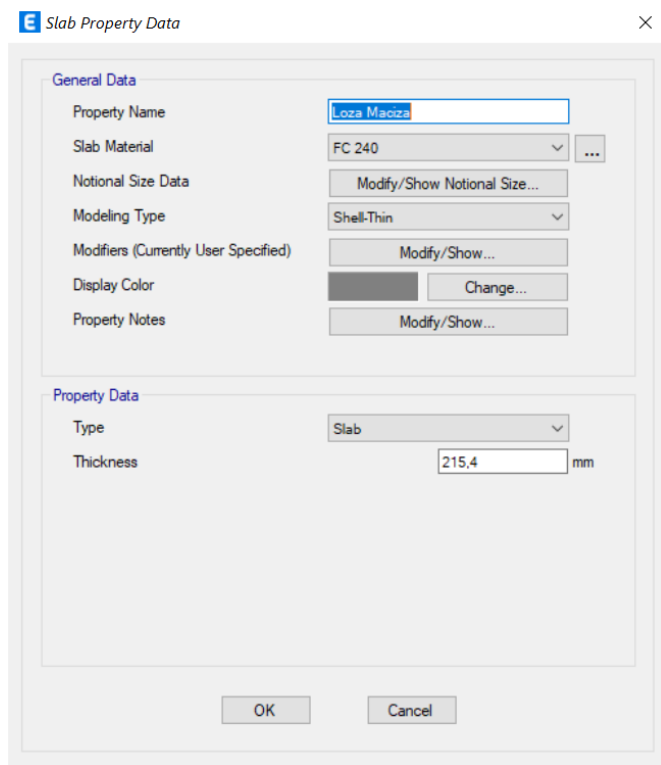 E Slab Property Data
General Data
Property Name Loza Maciza
Slab Material FC 240 ...
Notional Size Data Modify/Show Notional Size...
Modeling Type Shell-Thin
Modifiers (Currently User Specified) Modify/Show...
Display Color Change...
Property Notes Modify/Show...
Property Data
Type Slab
Thickness 215,4 mm
OK Cancel